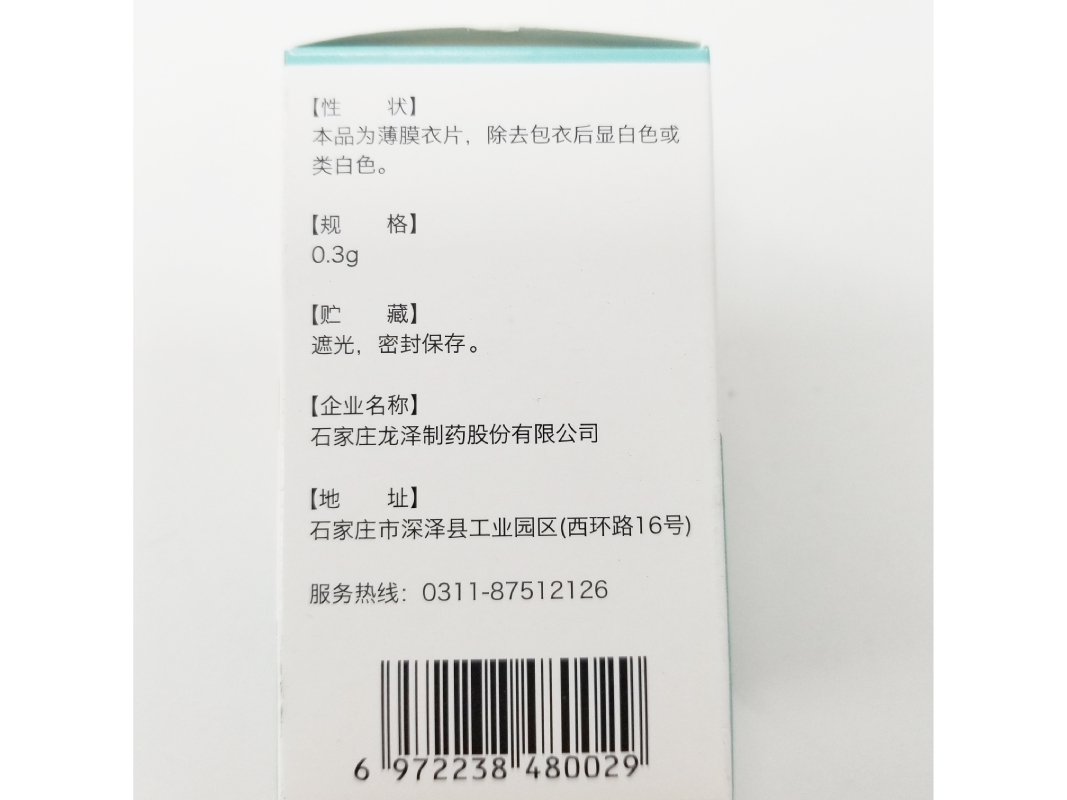 【性 状】
本品为薄膜衣片，除去包衣后显白色或
类白色。
【规 格】
0.3g
【贮 藏】
遮光，密封保存。
【企业名称】
石家庄龙泽制药股份有限公司
【地 址】
石家庄市深泽县工业园区(西环路16号)
服务热线：0311-87512126
6 972238 480029